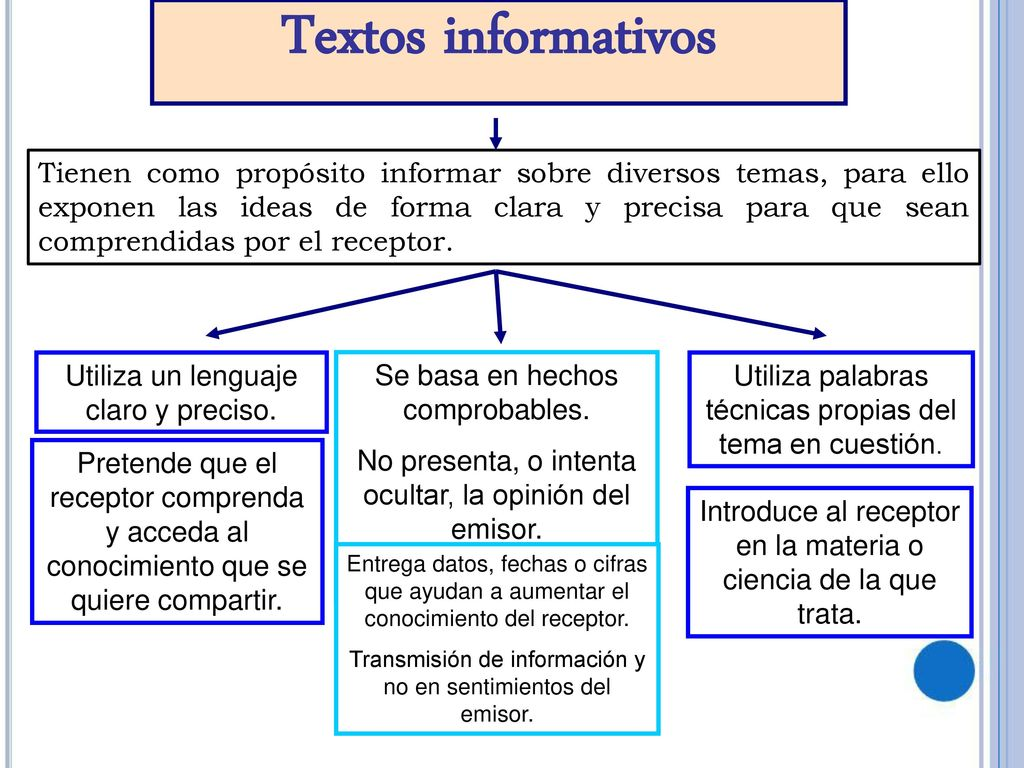 Textos informativos
Tienen como propósito informar sobre diversos temas, para ello
exponen las ideas de forma clara y precisa para que sean
comprendidas por el receptor.
Utiliza un lenguaje
claro y preciso.
Pretende que el
receptor comprenda
y acceda al
conocimiento que se
quiere compartir.
Se basa en hechos
comprobables.
No presenta, o intenta
ocultar, la opinión del
emisor.
Entrega datos, fechas o cifras
que ayudan a aumentar el
conocimiento del receptor.
Transmisión de información y
no en sentimientos del
emisor.
Utiliza palabras
técnicas propias del
tema en cuestión.
Introduce al receptor
en la materia o
ciencia de la que
trata.